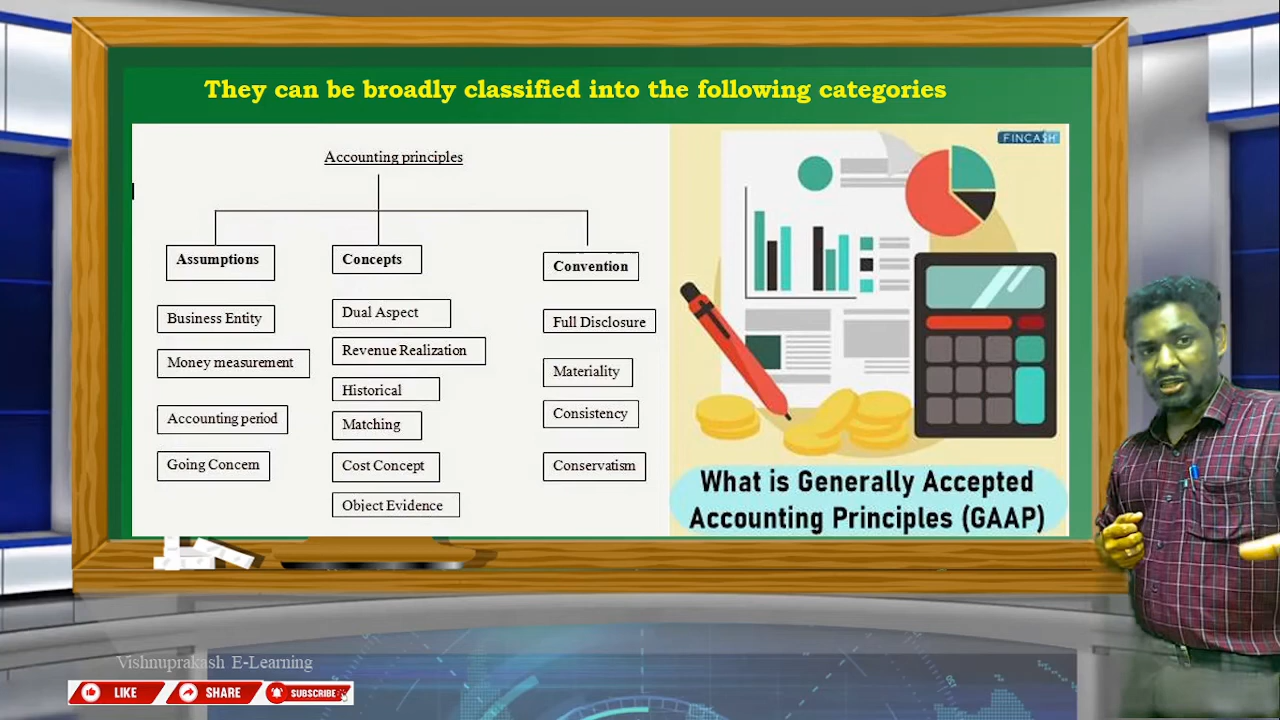 They can be broadly classified into the following categories
Accounting principles
Assumptions
Business Entity
Money measurement
Accounting period
Going Concem
Concepts
Dual Aspect
Revenue Realization
Historical
Matching
Cost Concept
Object Evidence
Convention
Full Disclosure
Materiality
Consistency
Conservatism
FINCASH
What is Generally Accepted
Accounting Principles (GAAP)
Vishnuprakash E-Learning
LIKE
SHARE
SUBSCRIBE